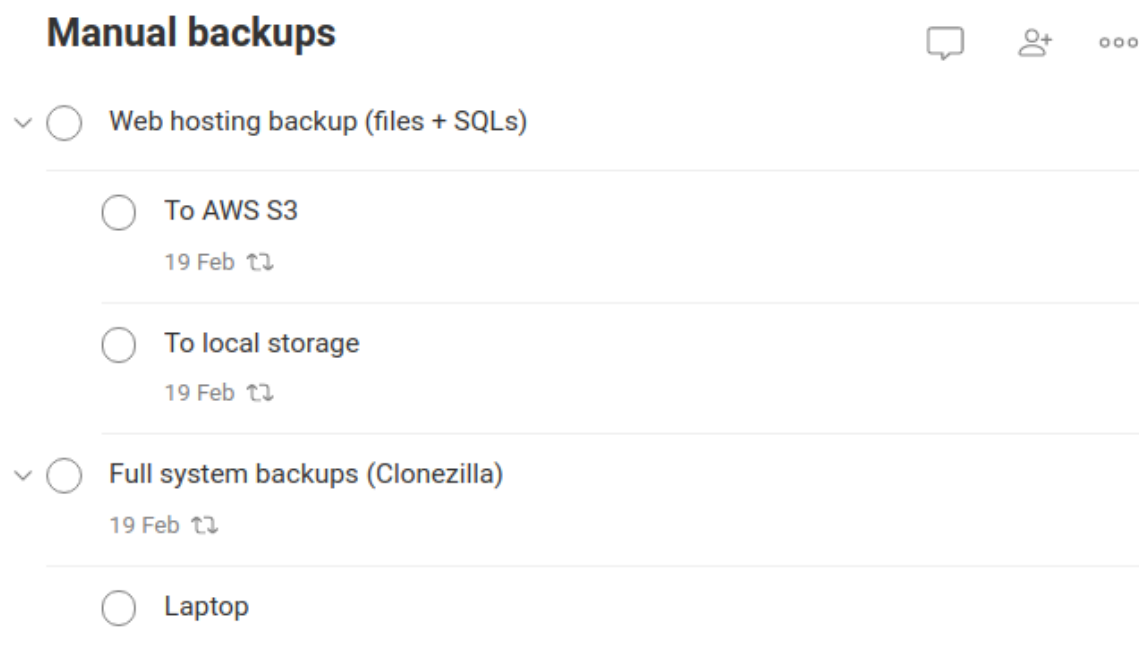 Manual backups
Web hosting backup (files + SQLs)
To AWS S3
19 Feb
To local storage
19 Feb
Full system backups (Clonezilla)
19 Feb
Laptop